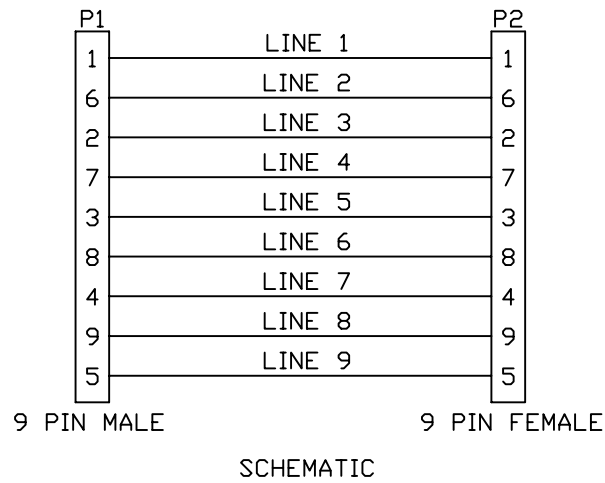 P1 P2
LINE 1
1 1
LINE 2
6 6
LINE 3
2 2
LINE 4
7 7
LINE 5
3 3
LINE 6
8 8
LINE 7
4 4
LINE 8
9 9
LINE 9
5 5
9 PIN MALE 9 PIN FEMALE
SCHEMATIC